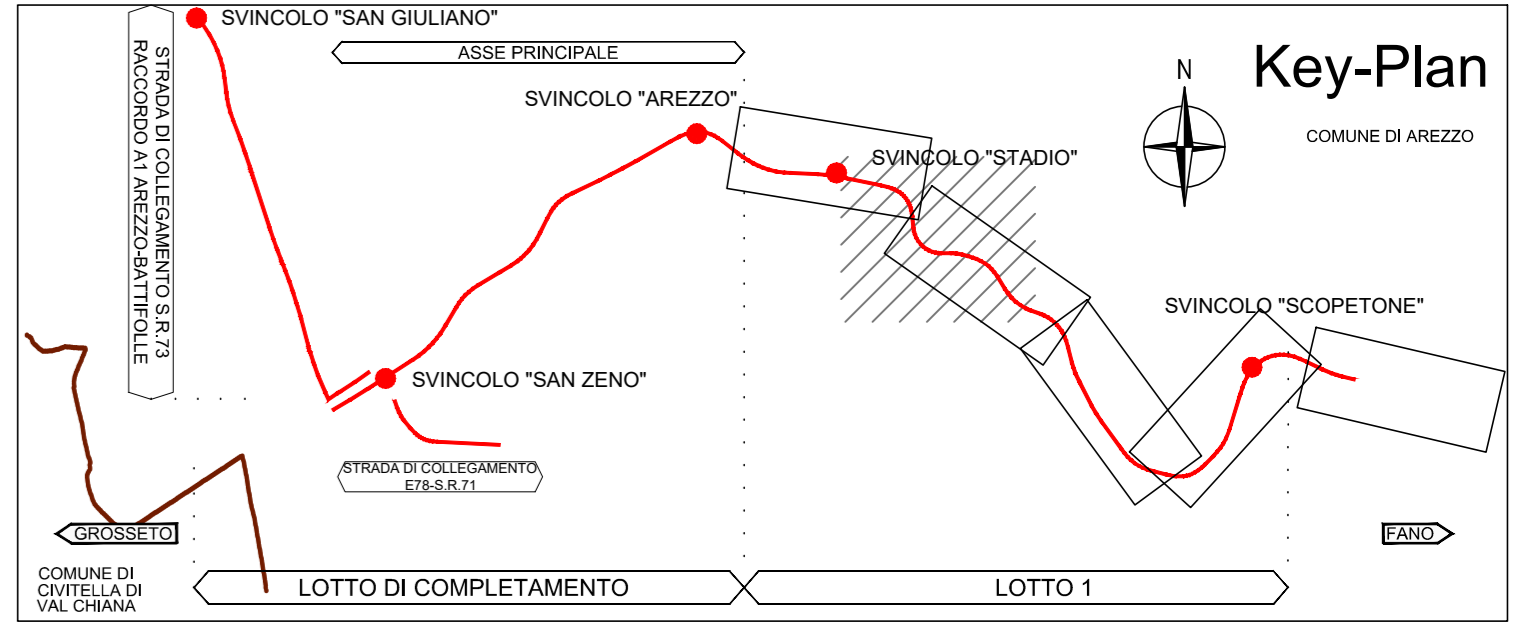 SVINCOLO "SAN GIULIANO"
STRADA DI COLLEGAMENTO S.R.73
RACCORDO A1 AREZZO-BATTIFOLLE
ASSE PRINCIPALE
Key-Plan
N
SVINCOLO "AREZZO"
COMUNE DI AREZZO
SVINCOLO "STADIO"
SVINCOLO "SCOPETONE"
SVINCOLO "SAN ZENO"
STRADA DI COLLEGAMENTO
E78-S.R.71
GROSSETO
FANO
COMUNE DI
CIVITELLA DI
VAL CHIANA
LOTTO DI COMPLETAMENTO
LOTTO 1